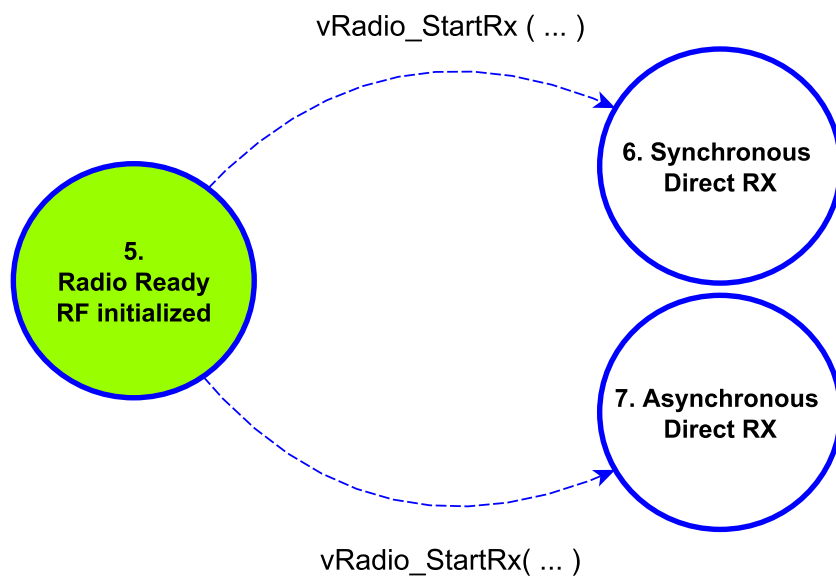 vRadio_StartRx ( ... )
6. Synchronous
Direct RX
5.
Radio Ready
RF initialized
7. Asynchronous
Direct RX
vRadio_StartRx( ... )